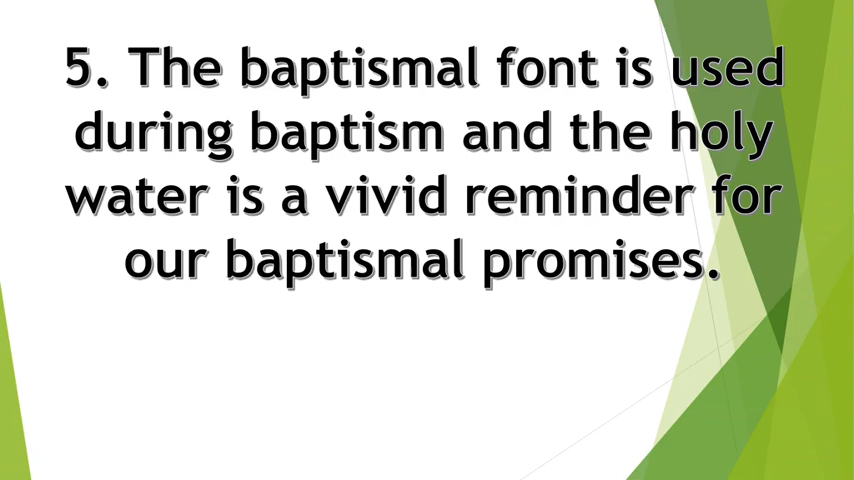 5. The baptismal font is used
during baptism and the holy
water is a vivid reminder for
our baptismal promises.